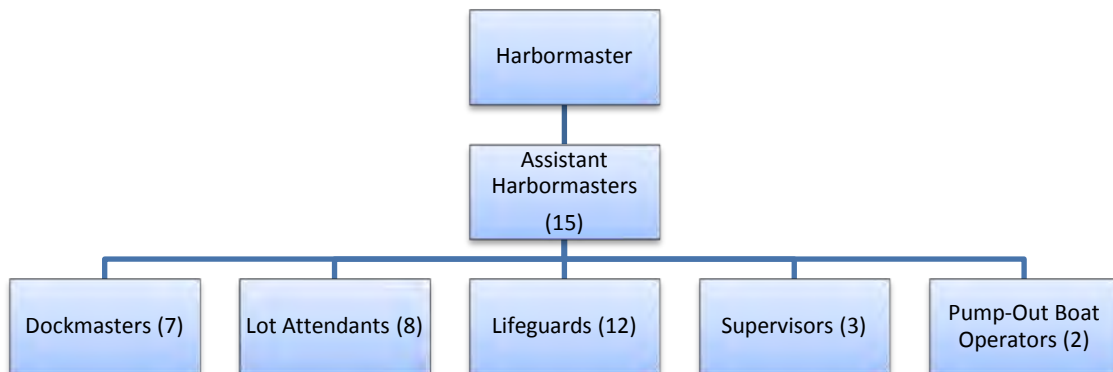 Harbormaster
Assistant
Harbormasters
(15)
Dockmasters (7)
Lot Attendants (8)
Lifeguards (12)
Supervisors (3)
Pump-Out Boat
Operators (2)